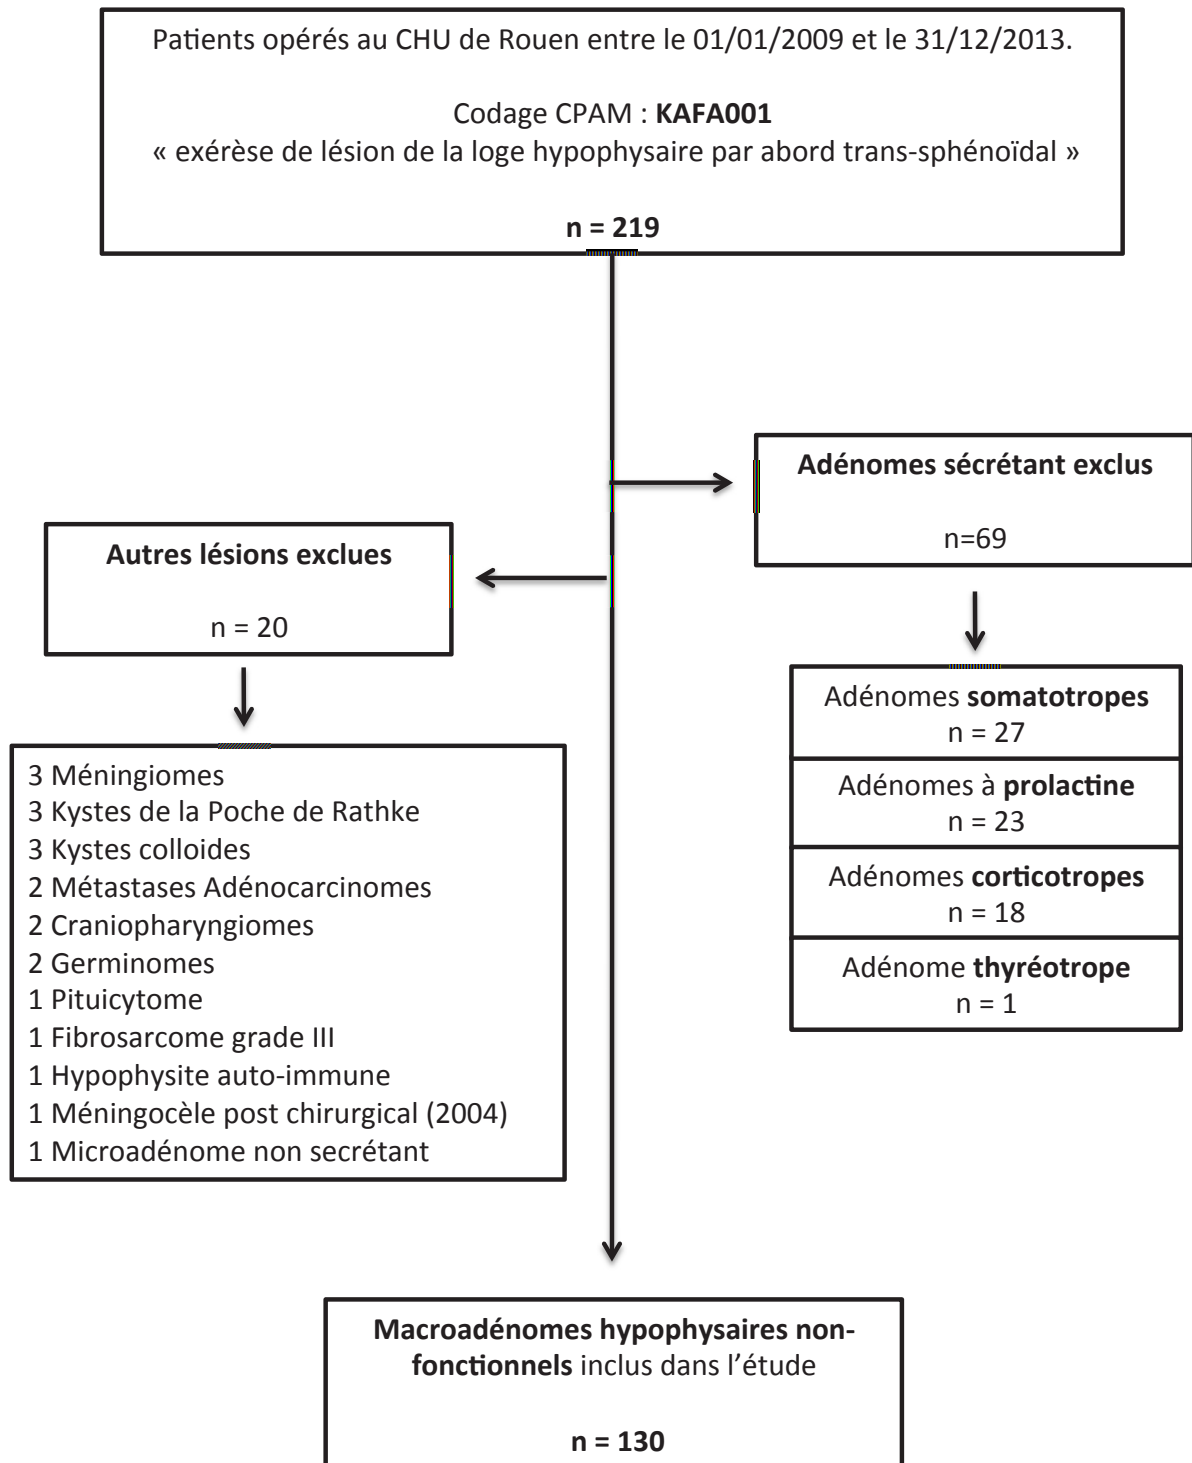 Patients opérés au CHU de Rouen entre le 01/01/2009 et le 31/12/2013.
Codage CPAM : KAFA001
« exérèse de lésion de la loge hypophysaire par abord trans-sphénoïdal »
n = 219
Adénomes sécrétant exclus
n=69
Autres lésions exclues
n = 20
Adénomes somatotropes
n = 27
Adénomes à prolactine
n = 23
Adénomes corticotropes
n = 18
Adénome thyréotrope
n = 1
3 Méningiomes
3 Kystes de la Poche de Rathke
3 Kystes colloides
2 Métastases Adénocarcinomes
2 Craniopharyngiomes
2 Germinomes
1 Pituicytome
1 Fibrosarcome grade III
1 Hypophysite auto-immune
1 Méningocèle post chirurgical (2004)
1 Microadénome non secrétant
Macroadénomes hypophysaires non-
fonctionnels inclus dans l'étude
n = 130